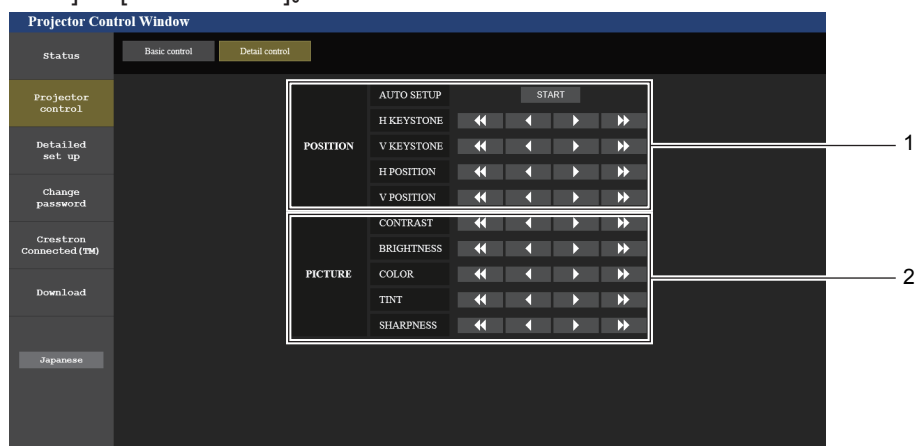 Projector Control Window
Status
Basic control
Detail control
Projector
control
Detailed
set up
Change
password
Crestron
Connected(TM)
Download
Japanese
POSITION
AUTO SETUP
START
H KEYSTONE
V KEYSTONE
H POSITION
V POSITION
1
PICTURE
CONTRAST
BRIGHTNESS
COLOR
TINT
SHARPNESS
2